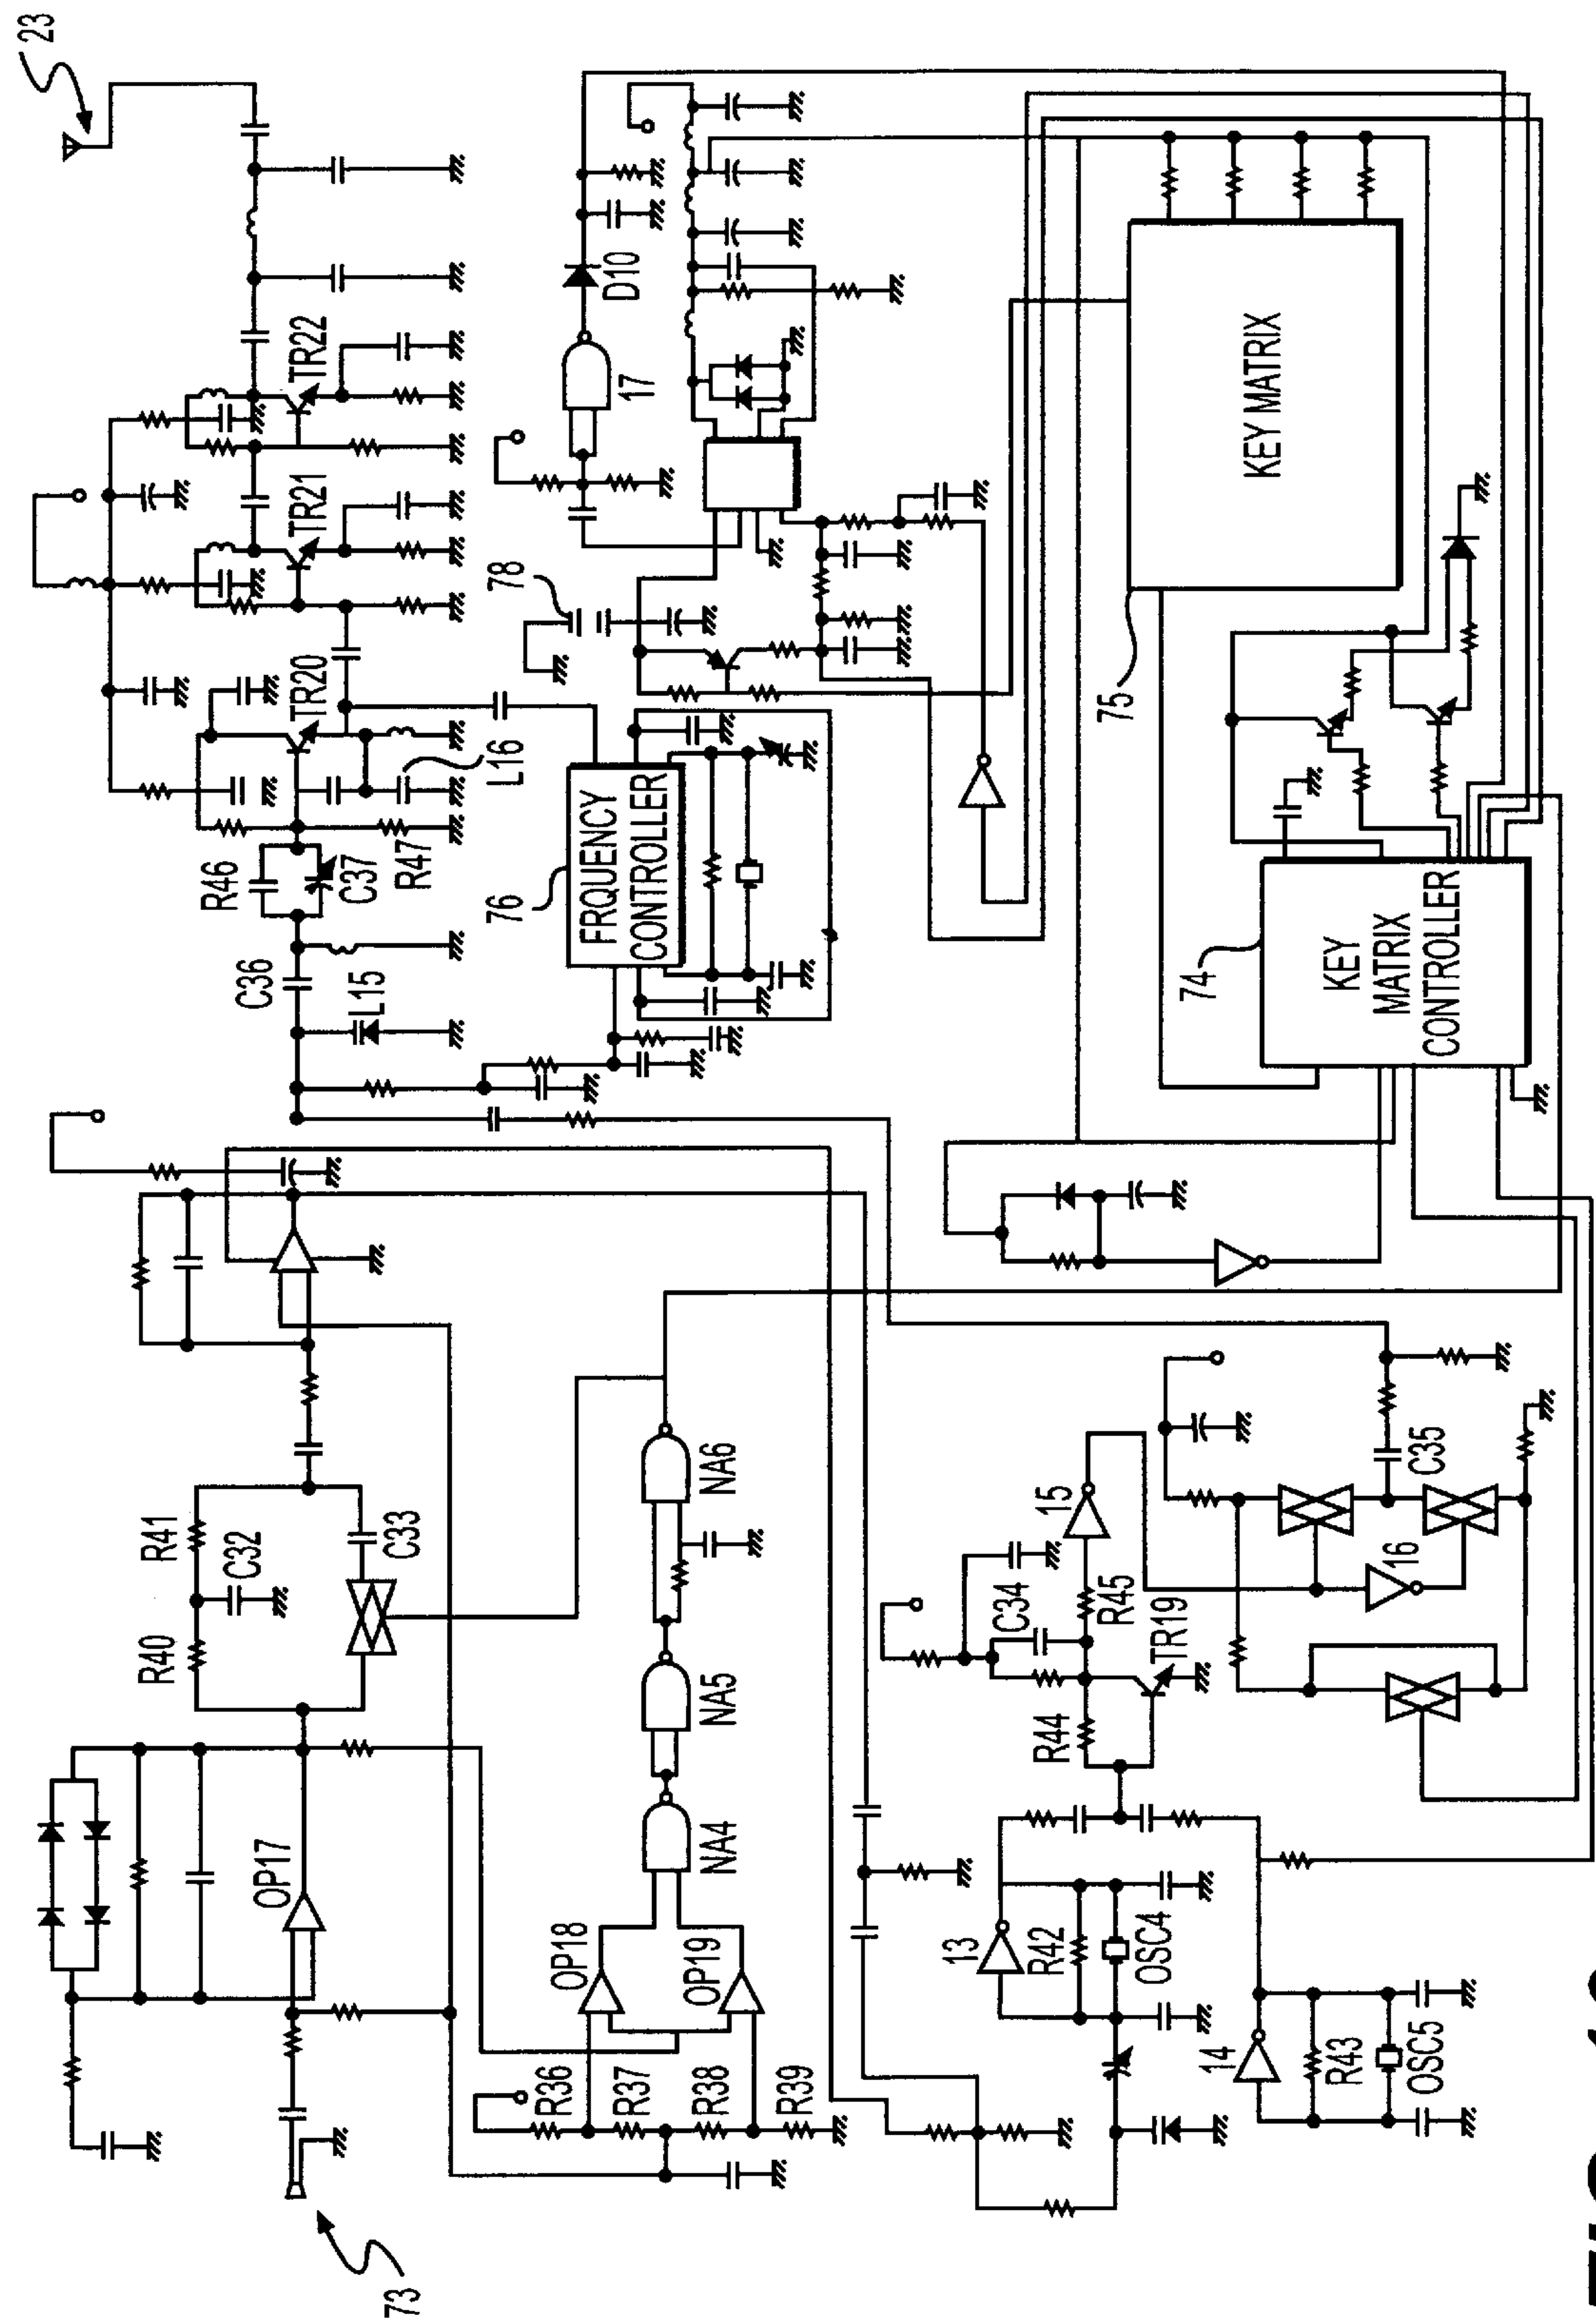 23
TR22
TR21
TR20
L16
R46
C37
R47
C36
L15
D10
17
78
76
FRQUENCY
CONTROLLER
KEY MATRIX
75
74
KEY
MATRIX
CONTROLLER
R41
C32
R40
C33
OP17
NA6
NA5
NA4
OP18
OP19
R36
R37
R38
R39
73
15
C34
R45
TR19
R44
C35
16
13
R42
OSC4
14
R43
OSC5